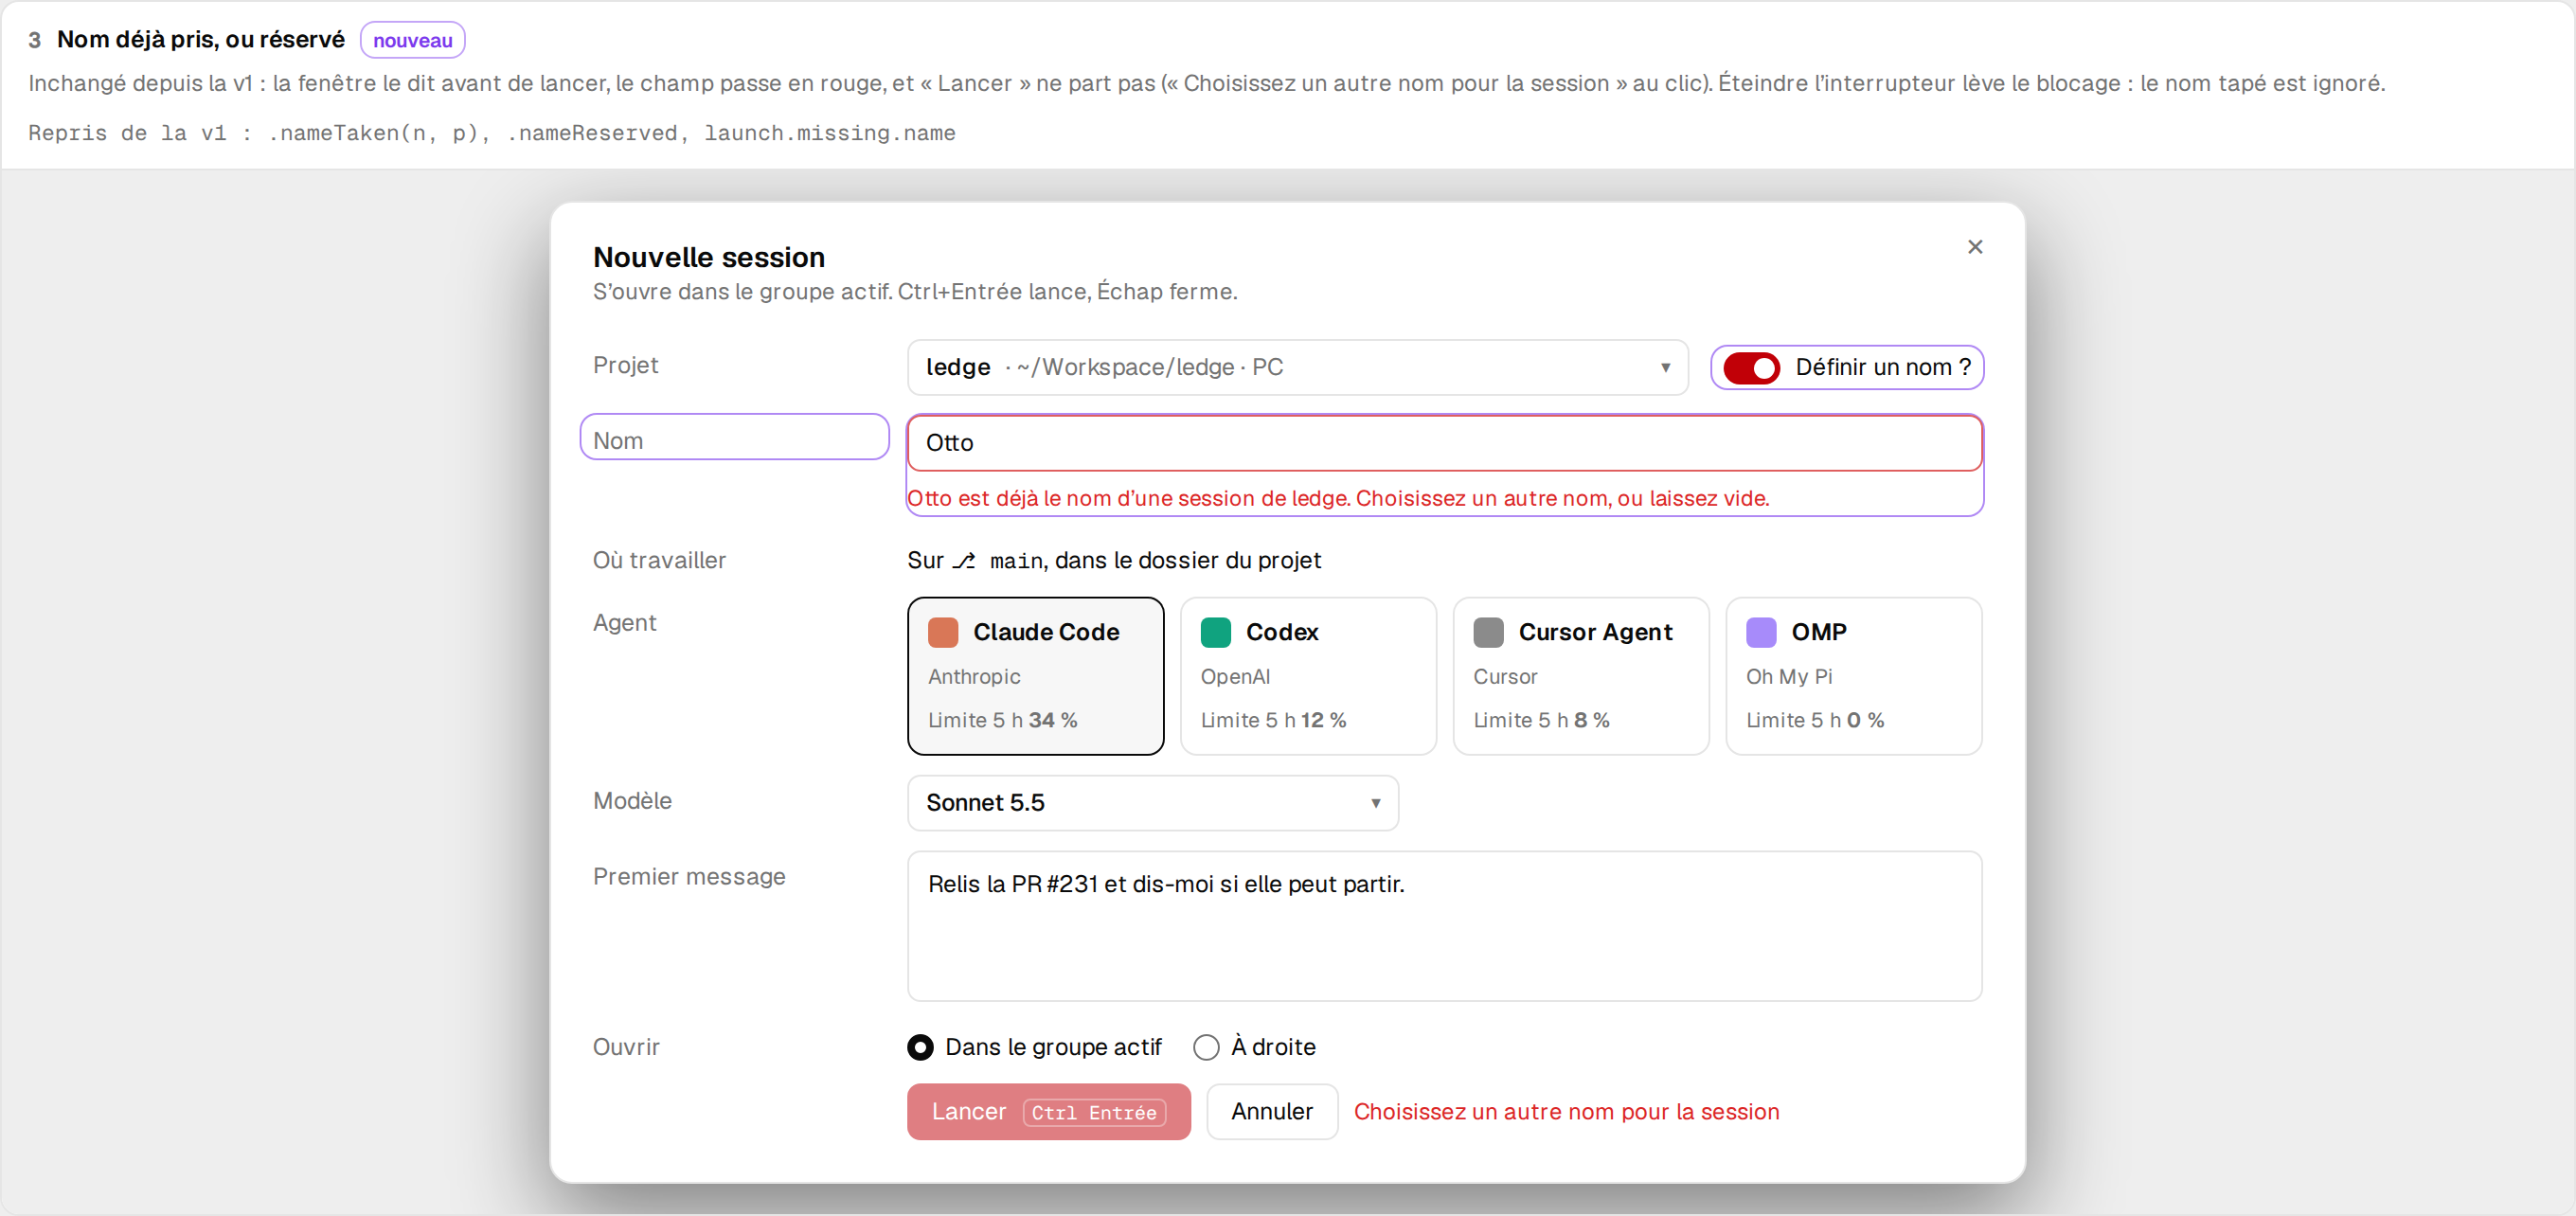 3 Nom déjà pris, ou réservé nouveau
Inchangé depuis la v1 : la fenêtre le dit avant de lancer, le champ passe en rouge, et « Lancer » ne part pas (« Choisissez un autre nom pour la session » au clic). Éteindre l’interrupteur lève le blocage : le nom tapé est ignoré.
Repris de la v1 : .nameTaken(n, p), .nameReserved, launch.missing.name
Nouvelle session ✕
S’ouvre dans le groupe actif. Ctrl+Entrée lance, Échap ferme.
Projet ledge · ~/Workspace/ledge · PC ▾ Définir un nom ?
Nom Otto
Otto est déjà le nom d’une session de ledge. Choisissez un autre nom, ou laissez vide.
Où travailler Sur ⎇ main, dans le dossier du projet
Agent Claude Code Codex Cursor Agent OMP
Anthropic OpenAI Cursor Oh My Pi
Limite 5 h 34 % Limite 5 h 12 % Limite 5 h 8 % Limite 5 h 0 %
Modèle Sonnet 5.5 ▾
Premier message Relis la PR #231 et dis-moi si elle peut partir.
Ouvrir Dans le groupe actif À droite
Lancer Ctrl Entrée Annuler Choisissez un autre nom pour la session